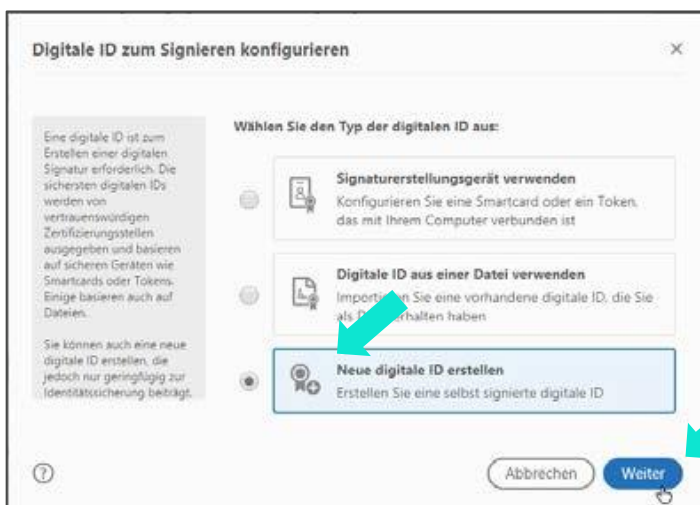 Digitale ID zum Signieren konfigurieren
Eine digitale ID ist zum
Erstellen einer digitalen
Signatur erforderlich. Die
sichersten digitalen IDs
werden von
vertrauenswürdigen
Zertifizierungsstellen
ausgegeben und basieren
auf sicheren Geräten wie
Smartcards oder Tokens.
Einige basieren auch auf
Dateien.
Sie können auch eine neue
digitale ID erstellen, die
jedoch nur geringfügig zur
Identitätssicherung beiträgt.
Wählen Sie den Typ der digitalen ID aus:
Signaturerstellungsgerät verwenden
Konfigurieren Sie eine Smartcard oder ein Token,
das mit Ihrem Computer verbunden ist
Digitale ID aus einer Datei verwenden
Sie eine vorhandene digitale ID, die Sie
als haben
Neue digitale ID erstellen
Erstellen Sie eine selbst signierte digitale ID
Abbrechen
Weiter